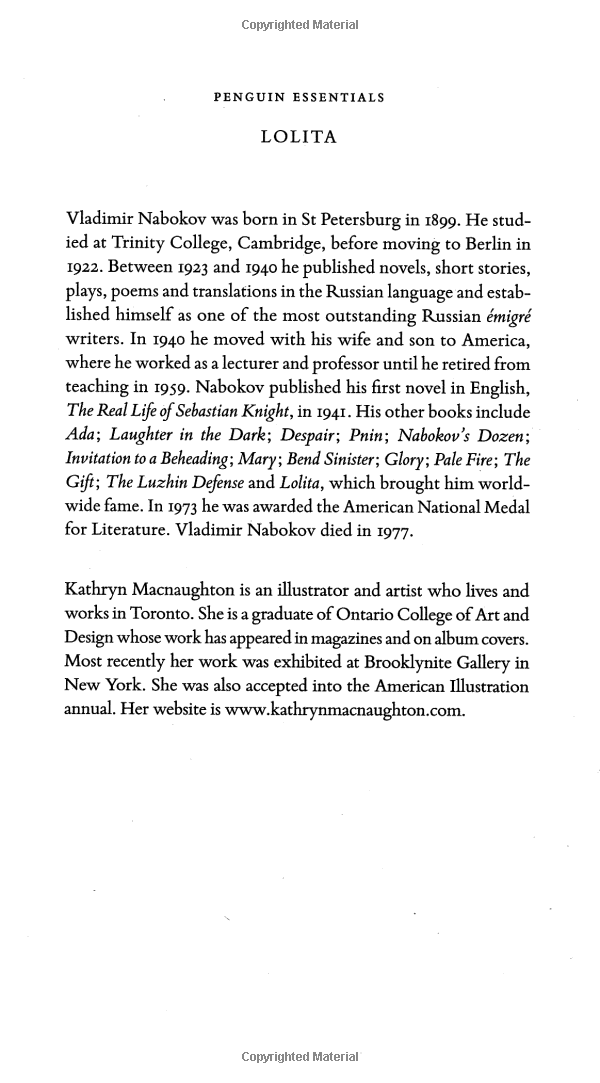 Copyrighted Material
PENGUIN ESSENTIALS
LOLITA
Vladimir Nabokov was born in St Petersburg in 1899. He stud-
ied at Trinity College, Cambridge, before moving to Berlin in
1922. Between 1923 and 1940 he published novels, short stories,
plays, poems and translations in the Russian language and estab-
lished himself as one of the most outstanding Russian émigré
writers. In 1940 he moved with his wife and son to America,
where he worked as a lecturer and professor until he retired from
teaching in 1959. Nabokov published his first novel in English,
The Real Life of Sebastian Knight, in 1941. His other books include
Ada; Laughter in the Dark; Despair; Pnin; Nabokov's Dozen;
Invitation to a Beheading; Mary; Bend Sinister; Glory; Pale Fire; The
Gift; The Luzhin Defense and Lolita, which brought him world-
wide fame. In 1973 he was awarded the American National Medal
for Literature. Vladimir Nabokov died in 1977.
Kathryn Macnaughton is an illustrator and artist who lives and
works in Toronto. She is a graduate of Ontario College of Art and
Design whose work has appeared in magazines and on album covers.
Most recently her work was exhibited at Brooklynite Gallery in
New York. She was also accepted into the American Illustration
annual. Her website is www.kathrynmacnaughton.com.
Copyrighted Material